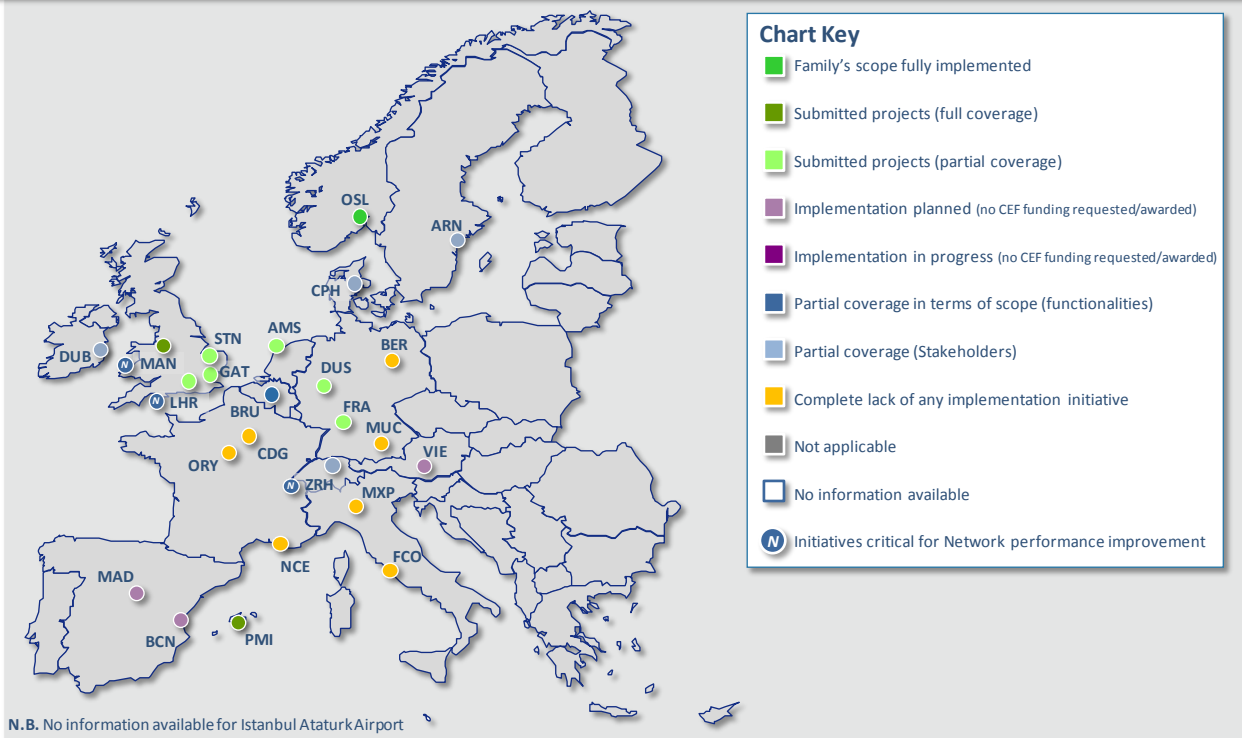 Chart Key
Family's scope fully implemented
Submitted projects (full coverage)
Submitted projects (partial coverage)
Implementation planned (no CEF funding requested/awarded)
Implementation in progress (no CEF funding requested/awarded)
Partial coverage in terms of scope (functionalities)
Partial coverage (Stakeholders)
Complete lack of any implementation initiative
Not applicable
No information available
N Initiatives critical for Network performance improvement
OSL
ARN
CPH
DUB
N
MAN
STN
GAT
AMS
BER
DUS
N
LHR
BRU
FRA
MUC
CDG
ORY
VIE
N
ZRH
MXP
NCE
FCO
MAD
BCN
PMI
N.B. No information available for Istanbul Ataturk Airport